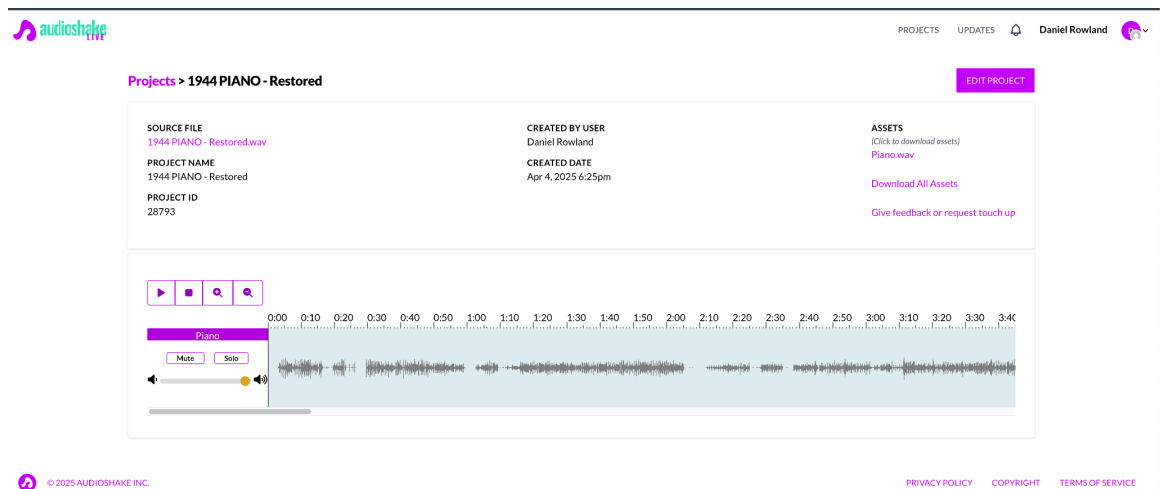 audioshake
LIVE
PROJECTS UPDATES Daniel Rowland D
Projects > 1944 PIANO - Restored
EDIT PROJECT
SOURCE FILE
1944 PIANO - Restored.wav
PROJECT NAME
1944 PIANO - Restored
PROJECT ID
28793
CREATED BY USER
Daniel Rowland
CREATED DATE
Apr 4, 2025 6:25pm
ASSETS
(Click to download assets)
Piano.wav
Download All Assets
Give feedback or request touch up
0:00 0:10 0:20 0:30 0:40 0:50 1:00 1:10 1:20 1:30 1:40 1:50 2:00 2:10 2:20 2:30 2:40 2:50 3:00 3:10 3:20 3:30 3:40
Piano
Mute Solo
© 2025 AUDIOSHAKE INC.
PRIVACY POLICY COPYRIGHT TERMS OF SERVICE